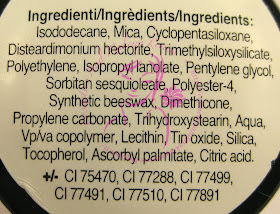 Ingredienti/Ingrèdients/Ingredients:
Isododecane, Mica, Cyclopentasiloxane,
Disteardimonium hectorite, Trimethylsiloxysilicate,
Polyethylene, Isopropyl lanolate, Pentylene glycol,
Sorbitan sesquioleate, Polyester-4,
Synthetic beeswax, Dimethicone,
Propylene carbonate, Trihydroxystearin, Aqua,
Vp/va copolymer, Lecithin, Tin oxide, Silica,
Tocopherol, Ascorbyl palmitate, Citric acid.
+/- CI 75470, CI 77288, CI 77499,
CI 77491, CI 77510, CI 77891